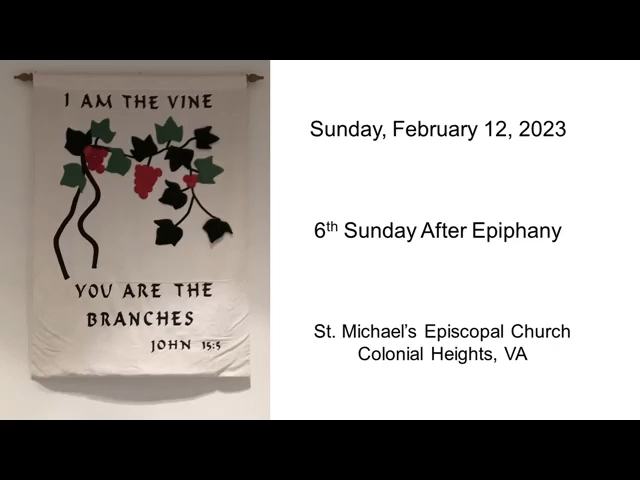 I AM THE VINE
YOU ARE THE
BRANCHES
JOHN 15:5
Sunday, February 12, 2023
6th Sunday After Epiphany
St. Michael's Episcopal Church
Colonial Heights, VA